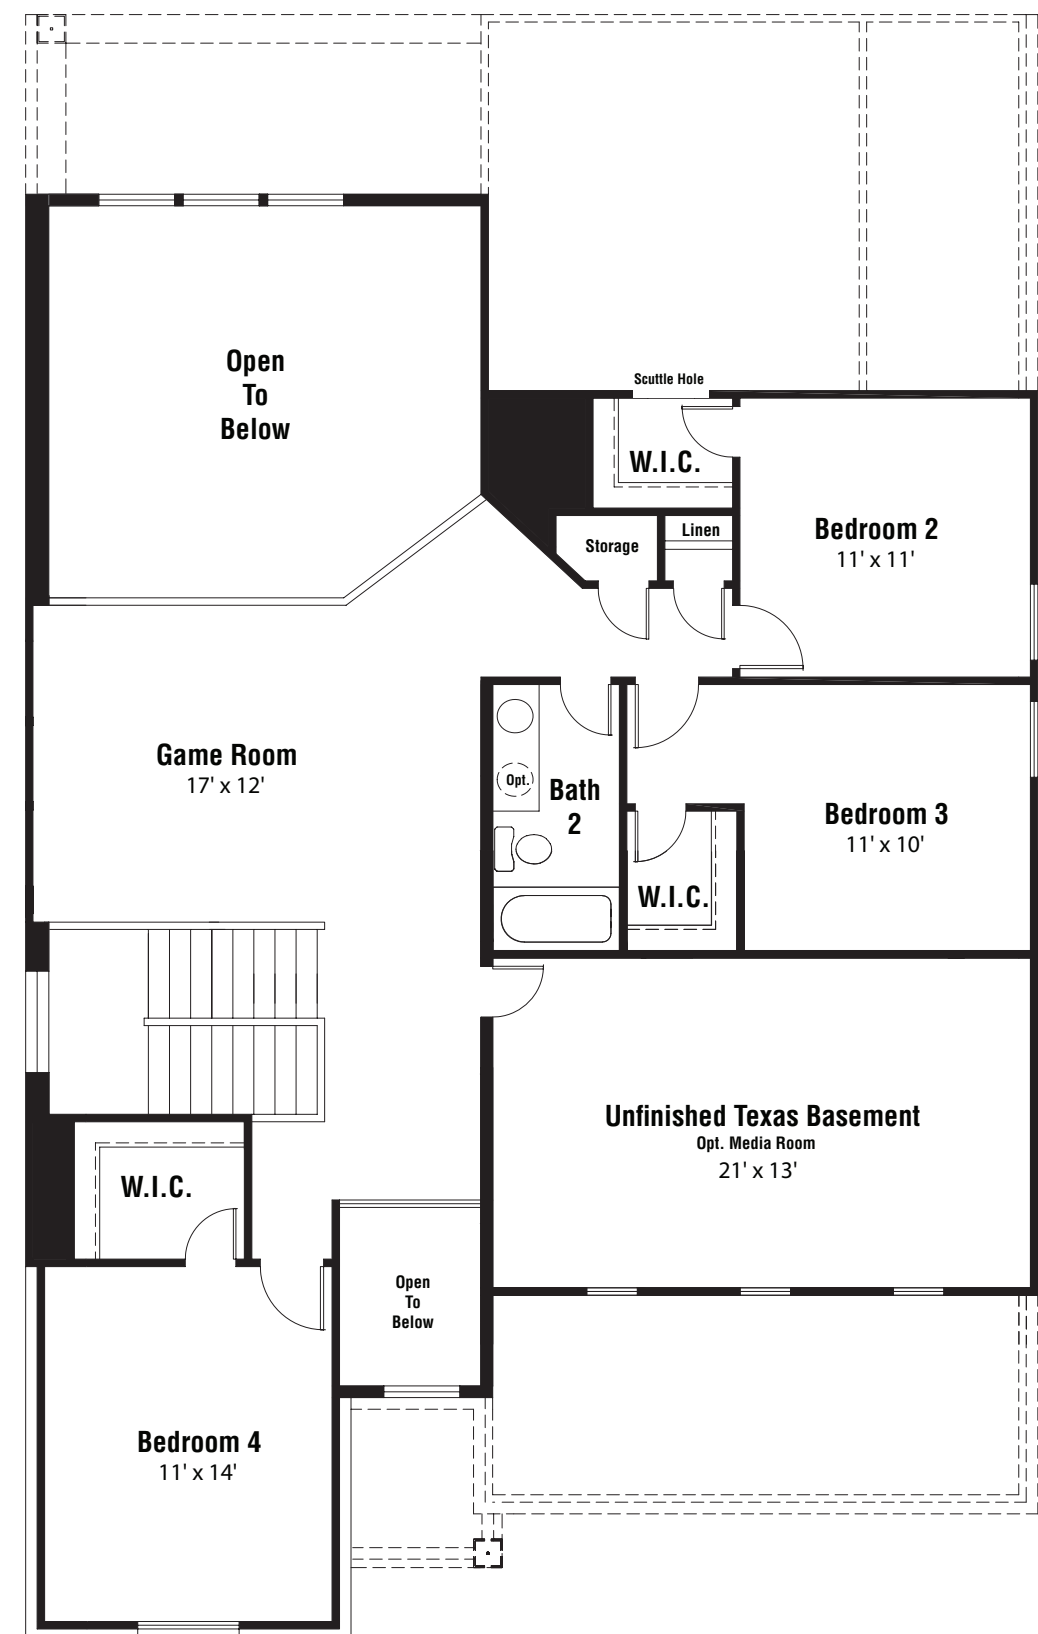 Open
To
Below
Scuttle Hole
W.I.C.
Linen
Storage
Bedroom 2
11' x 11'
Game Room
17' x 12'
Opt.
Bath
2
Bedroom 3
11' x 10'
W.I.C.
Unfinished Texas Basement
Opt. Media Room
21' x 13'
W.I.C.
Open
To
Below
Bedroom 4
11' x 14'